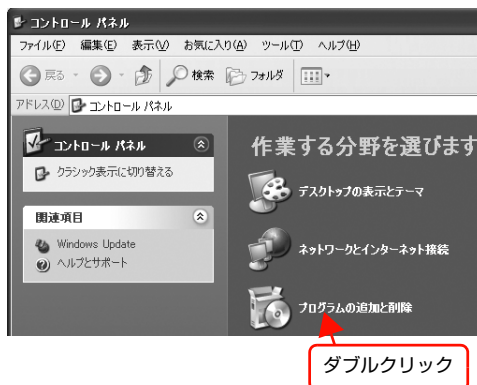 コントロール パネル
ファイル(F) 編集(E) 表示(V) お気に入り(A) ツール(T) ヘルプ(H)
戻る 検索 フォルダ
アドレス(D) コントロール パネル
コントロール パネル
クラシック表示に切り替える
関連項目
Windows Update
ヘルプとサポート
作業する分野を選びます
デスクトップの表示とテーマ
ネットワークとインターネット接続
プログラムの追加と削除
ダブルクリック